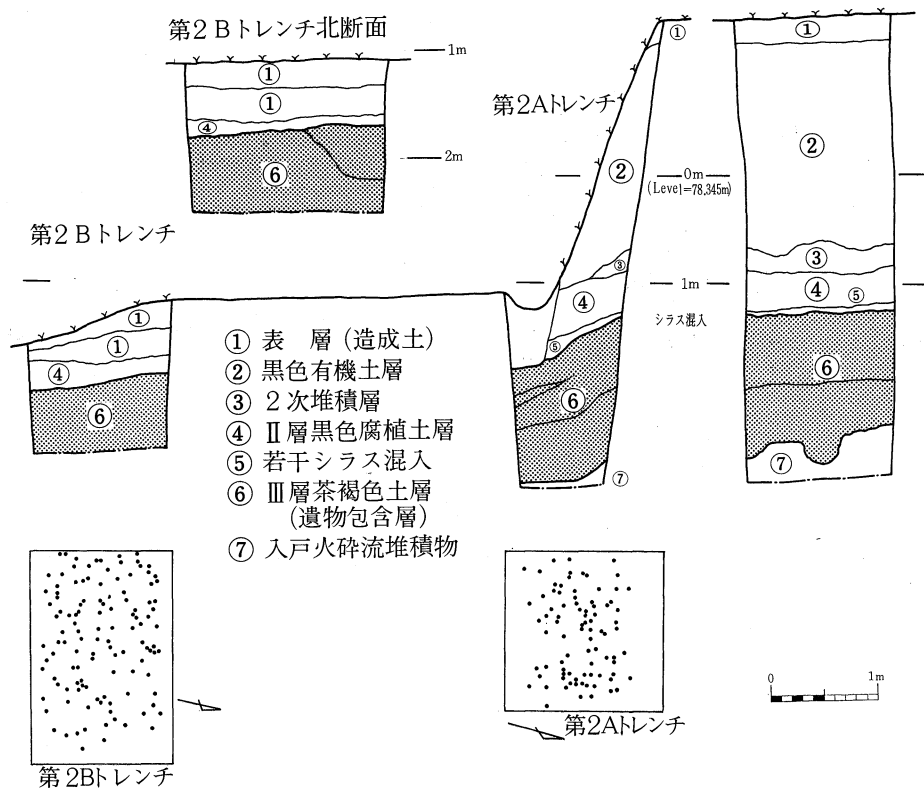 第2Bトレンチ北断面
1m
①
①
④
⑥
2m
第2Aトレンチ
①
②
③
④
⑤
⑥
⑦
0m
(Level=78,345m)
1m
シラス混入
①
②
③
④
⑤
⑥
⑦
第2Bトレンチ
①
①
④
⑥
① 表 層 (造成土)
② 黒色有機土層
③ 2次堆積層
④ Ⅱ層黒色腐植土層
⑤ 若干シラス混入
⑥ Ⅲ層茶褐色土層
(遺物包含層)
⑦ 入戸火砕流堆積物
第2Bトレンチ
第2Aトレンチ
0 1m